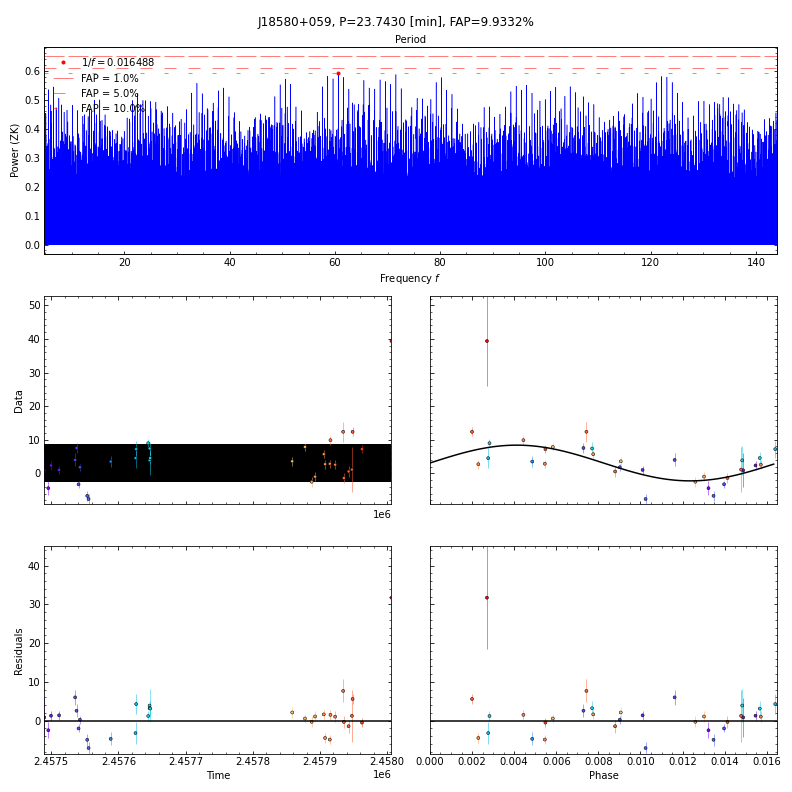 J18580+059, P=23.7430 [min], FAP=9.9332%
Period
1/f = 0.016488
FAP = 1.0%
FAP = 5.0%
FAP = 10.0%
Power (ZK)
0.6
0.5
0.4
0.3
0.2
0.1
0.0
20 40 60 80 100 120 140
Frequency f
Data
50
40
30
20
10
0
1e6
Residuals
40
30
20
10
0
2.4575 2.4576 2.4577 2.4578 2.4579 2.4580
1e6
Time
0.000 0.002 0.004 0.006 0.008 0.010 0.012 0.014 0.016
Phase